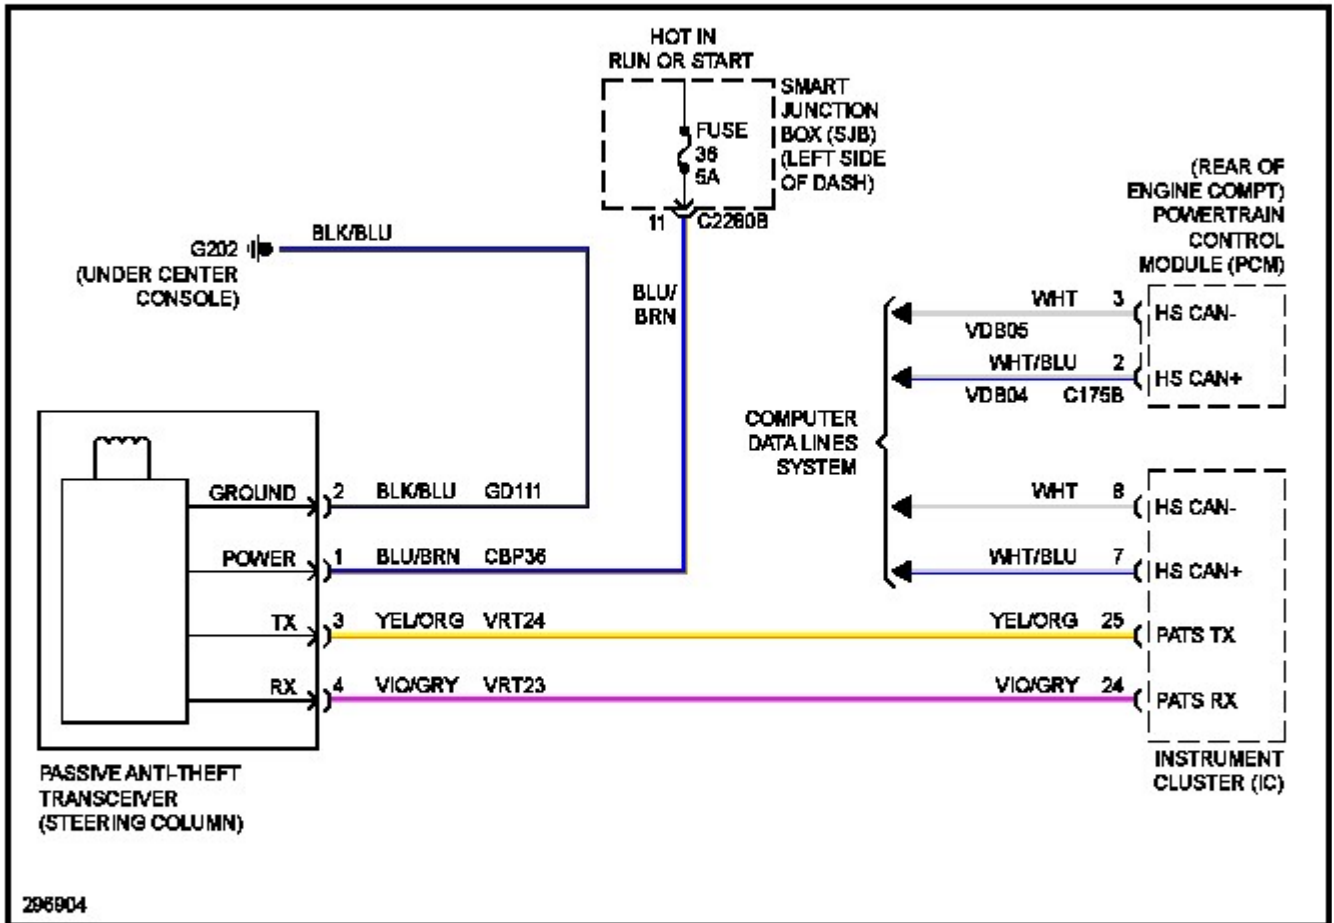 HOT IN
RUN OR START
SMART
JUNCTION
BOX (SJB)
(LEFT SIDE
OF DASH)
FUSE
36
5A
11 C2280B
BLU/
BRN
G202
(UNDER CENTER
CONSOLE)
BLK/BLU
(REAR OF
ENGINE COMPT)
POWERTRAIN
CONTROL
MODULE (PCM)
WHT 3 HS CAN-
VDB05
WHT/BLU 2 HS CAN+
VDB04 C175B
COMPUTER
DATA LINES
SYSTEM
WHT 8 HS CAN-
WHT/BLU 7 HS CAN+
GROUND 2 BLK/BLU GD111
POWER 1 BLU/BRN CBP36
TX 3 YEL/ORG VRT24 YEL/ORG 25 PATS TX
RX 4 VIO/GRY VRT23 VIO/GRY 24 PATS RX
INSTRUMENT
CLUSTER (IC)
PASSIVE ANTI-THEFT
TRANSCEIVER
(STEERING COLUMN)
296904